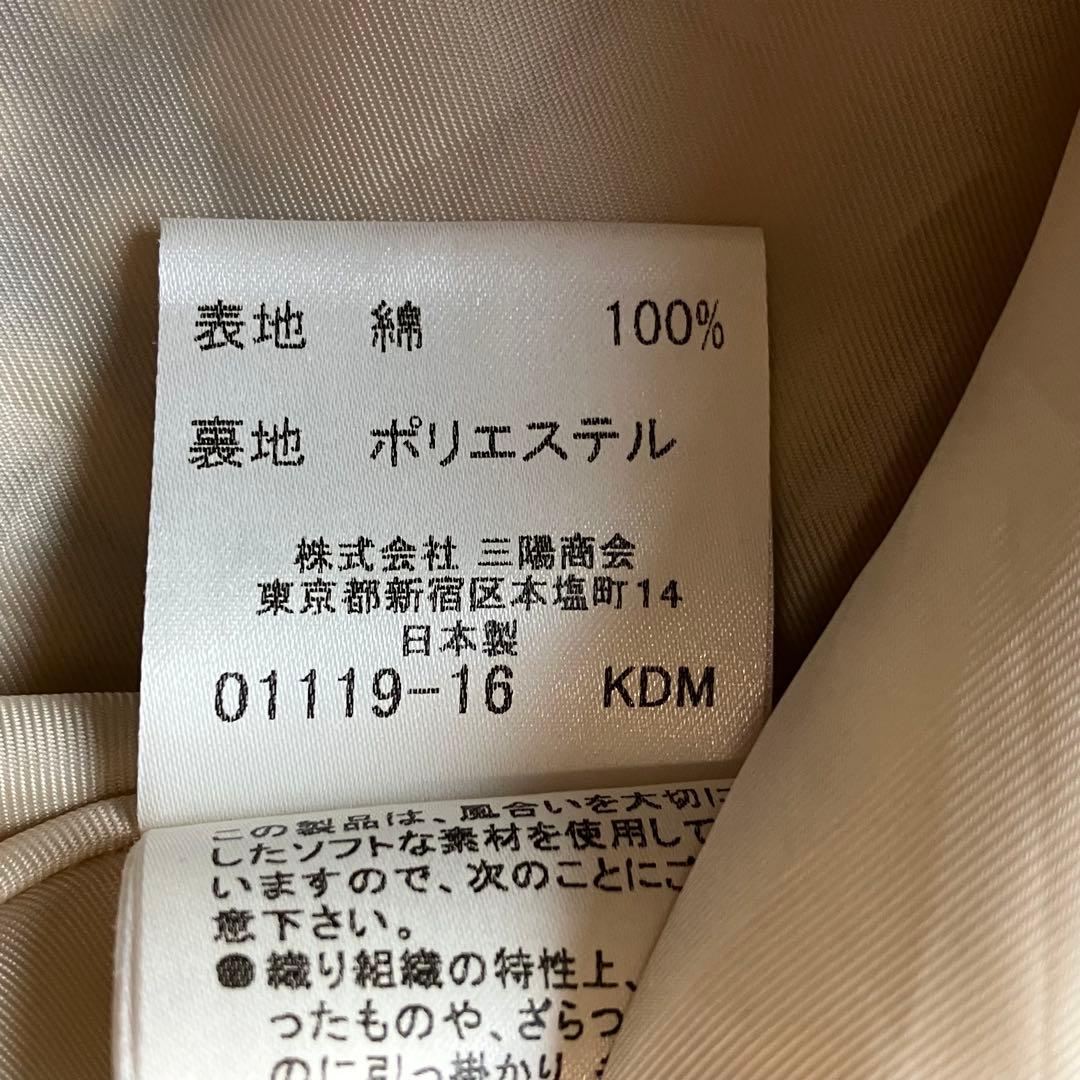 表地 綿 100%
裏地 ポリエステル
株式会社 三陽商会
東京都新宿区本塩町14
日本製
01119-16 KDM
この製品は、風合いを大切に
したソフトな素材を使用して
いますので、次のことにご
意下さい。
●織り組織の特性上、
ったものや、ざらつ
のに引っ掛かり